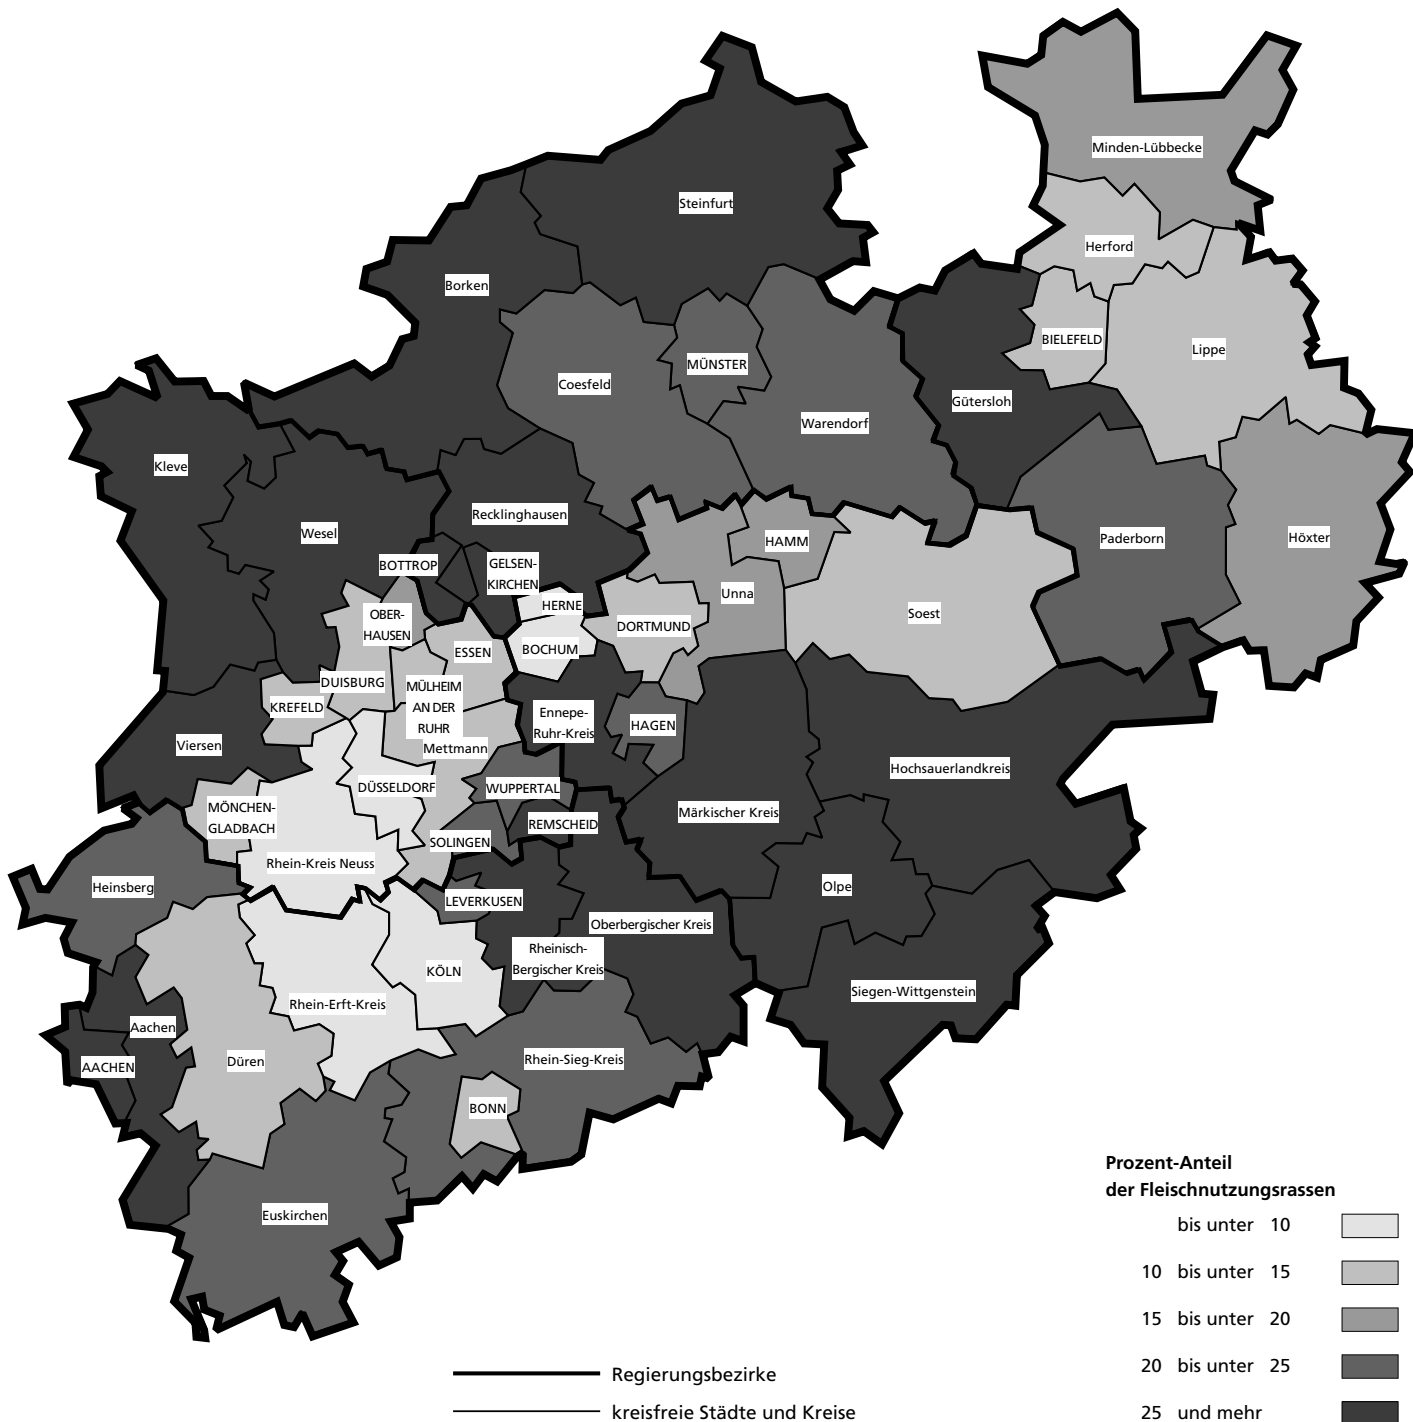 Minden-Lübbecke
Steinfurt
Herford
Borken
BIELEFELD
Lippe
MÜNSTER
Coesfeld
Gütersloh
Warendorf
Kleve
Recklinghausen
Wesel
Paderborn
Höxter
HAMM
BOTTROP
GELSEN-
KIRCHEN
Unna
HERNE
OBER-
HAUSEN
Soest
DORTMUND
BOCHUM
ESSEN
DUISBURG
MÜLHEIM
AN DER
RUHR
KREFELD
Ennepe-
Ruhr-Kreis
HAGEN
Viersen
Mettmann
Hochsauerlandkreis
DÜSSELDORF
WUPPERTAL
MÖNCHEN-
GLADBACH
Märkischer Kreis
REMSCHEID
SOLINGEN
Rhein-Kreis Neuss
Heinsberg
Olpe
LEVERKUSEN
Oberbergischer Kreis
Rheinisch-
Bergischer Kreis
KÖLN
Siegen-Wittgenstein
Rhein-Erft-Kreis
Aachen
Rhein-Sieg-Kreis
Düren
AACHEN
BONN
Euskirchen
Prozent-Anteil
der Fleischnutzungsrassen
bis unter 10
10 bis unter 15
15 bis unter 20
20 bis unter 25
25 und mehr
Regierungsbezirke
kreisfreie Städte und Kreise